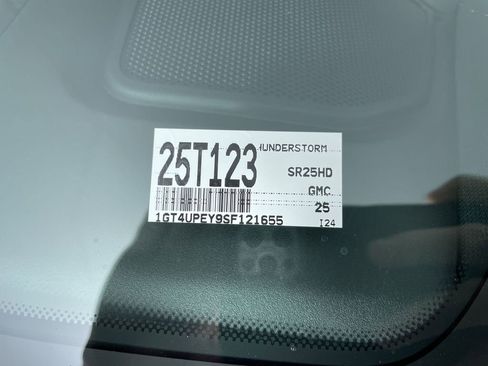 25T123 HUNDERSTORM
SR25HD
GMC
25
1GT4UPEY9SF121655 I24